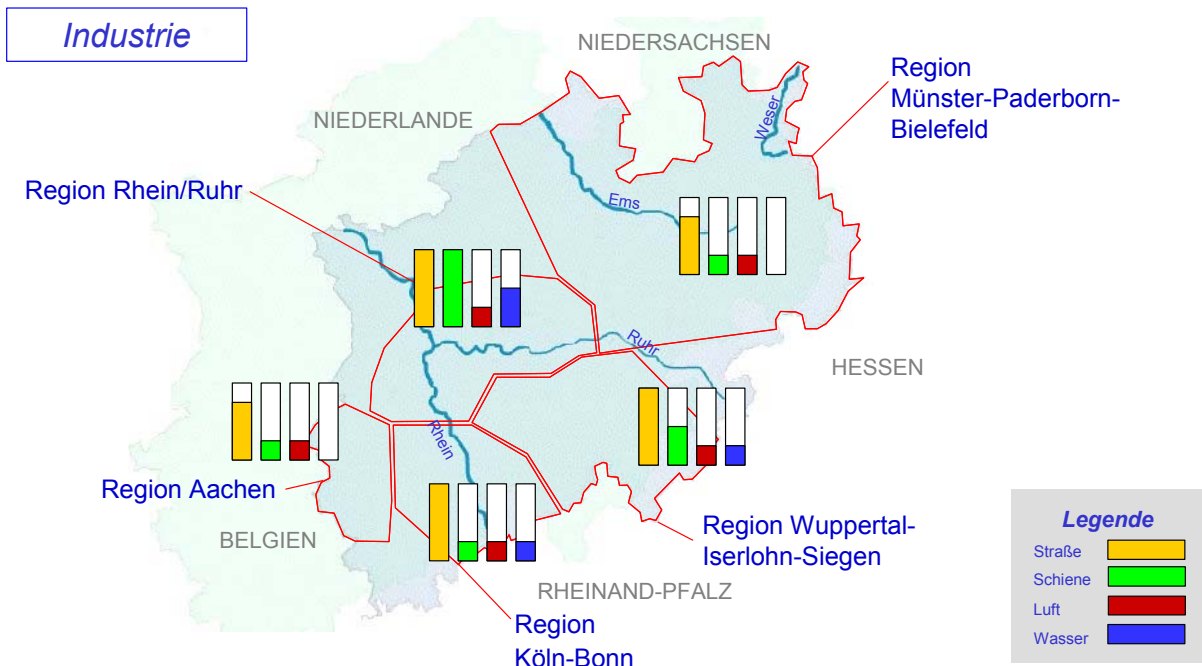 Industrie
NIEDERSACHSEN
Region
Münster-Paderborn-
Bielefeld
NIEDERLANDE
Weser
Region Rhein/Ruhr
Ems
Ruhr
HESSEN
Rhein
Region Aachen
BELGIEN
Region Wuppertal-
Iserlohn-Siegen
RHEINAND-PFALZ
Region
Köln-Bonn
Legende
Straße
Schiene
Luft
Wasser